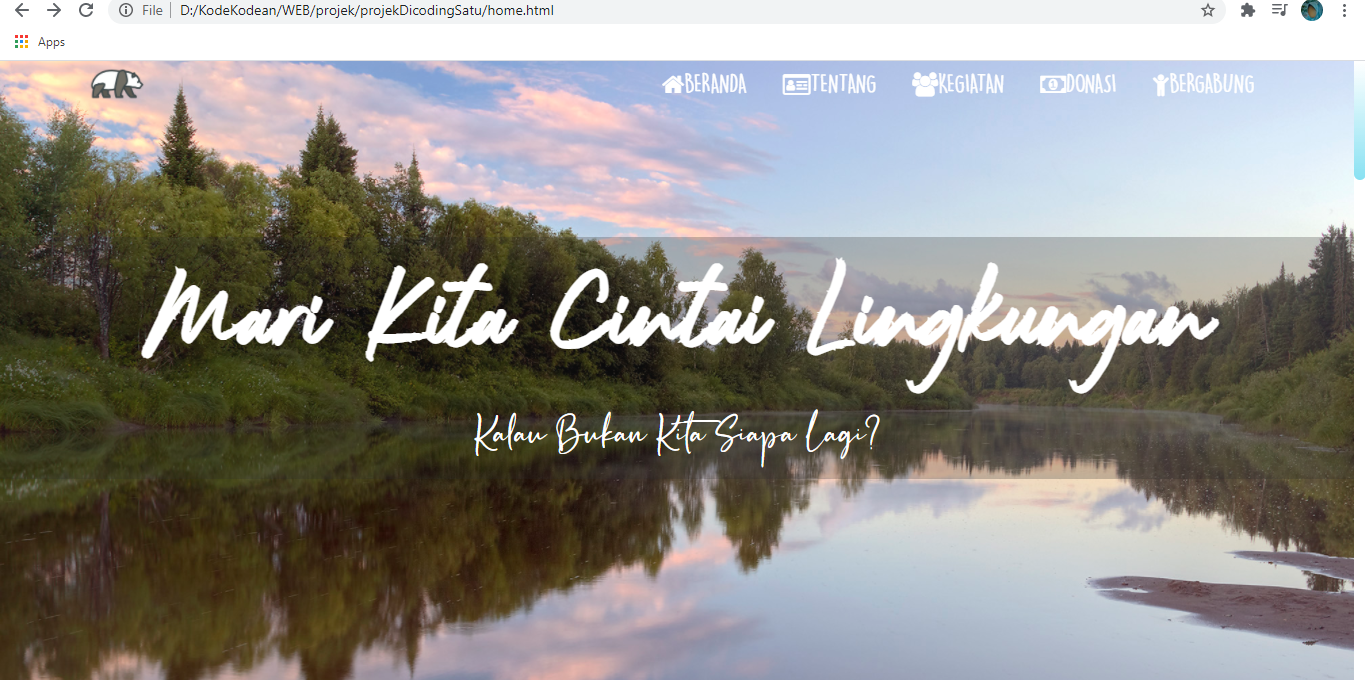 File | D:/KodeKodean/WEB/projek/projekDicodingSatu/home.html
Apps
BERANDA TENTANG KEGIATAN DONASI BERGABUNG
Mari Kita Cintai Lingkungan
Kalau Bukan Kita Siapa Lagi?